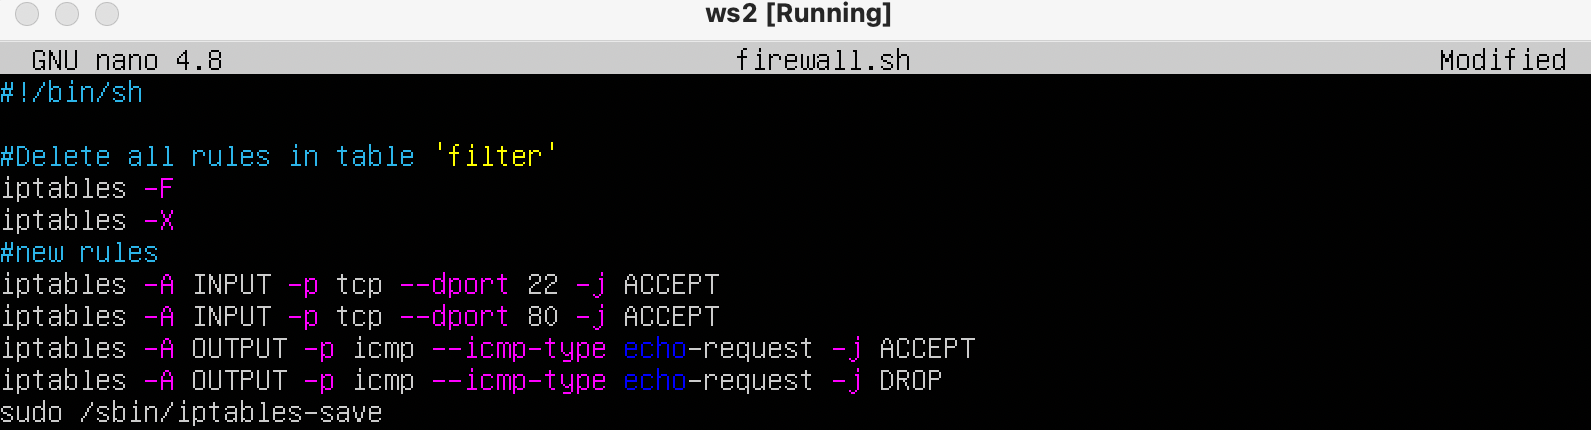 ws2 [Running]
GNU nano 4.8 firewall.sh Modified
#!/bin/sh
#Delete all rules in table 'filter'
iptables -F
iptables -X
#new rules
iptables -A INPUT -p tcp --dport 22 -j ACCEPT
iptables -A INPUT -p tcp --dport 80 -j ACCEPT
iptables -A OUTPUT -p icmp --icmp-type echo-request -j ACCEPT
iptables -A OUTPUT -p icmp --icmp-type echo-request -j DROP
sudo /sbin/iptables-save